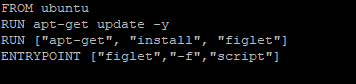 FROM ubuntu
RUN apt-get update -y
RUN ["apt-get", "install", "figlet"]
ENTRYPOINT ["figlet","-f","script"]